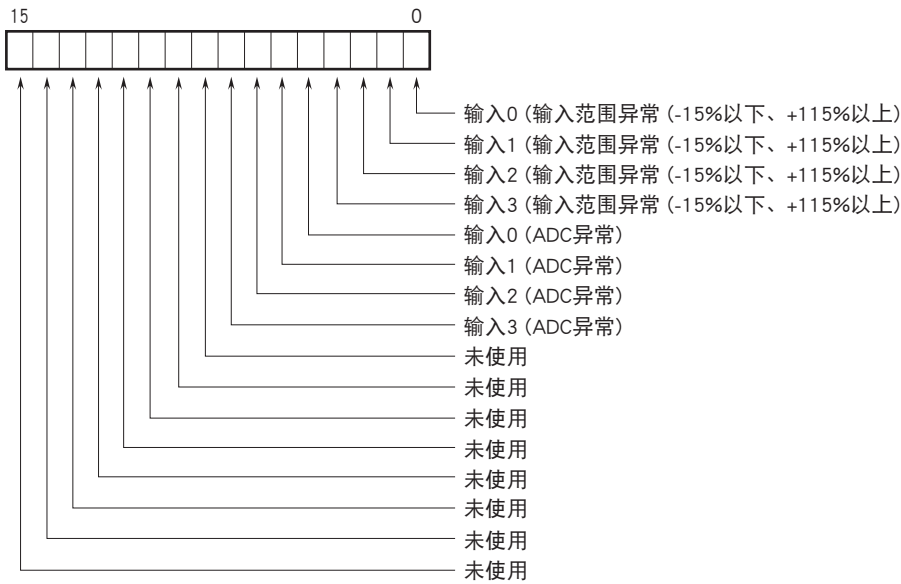 15 0
输入0 (输入范围异常 (-15%以下、+115%以上)
输入1 (输入范围异常 (-15%以下、+115%以上)
输入2 (输入范围异常 (-15%以下、+115%以上)
输入3 (输入范围异常 (-15%以下、+115%以上)
输入0 (ADC异常)
输入1 (ADC异常)
输入2 (ADC异常)
输入3 (ADC异常)
未使用
未使用
未使用
未使用
未使用
未使用
未使用
未使用